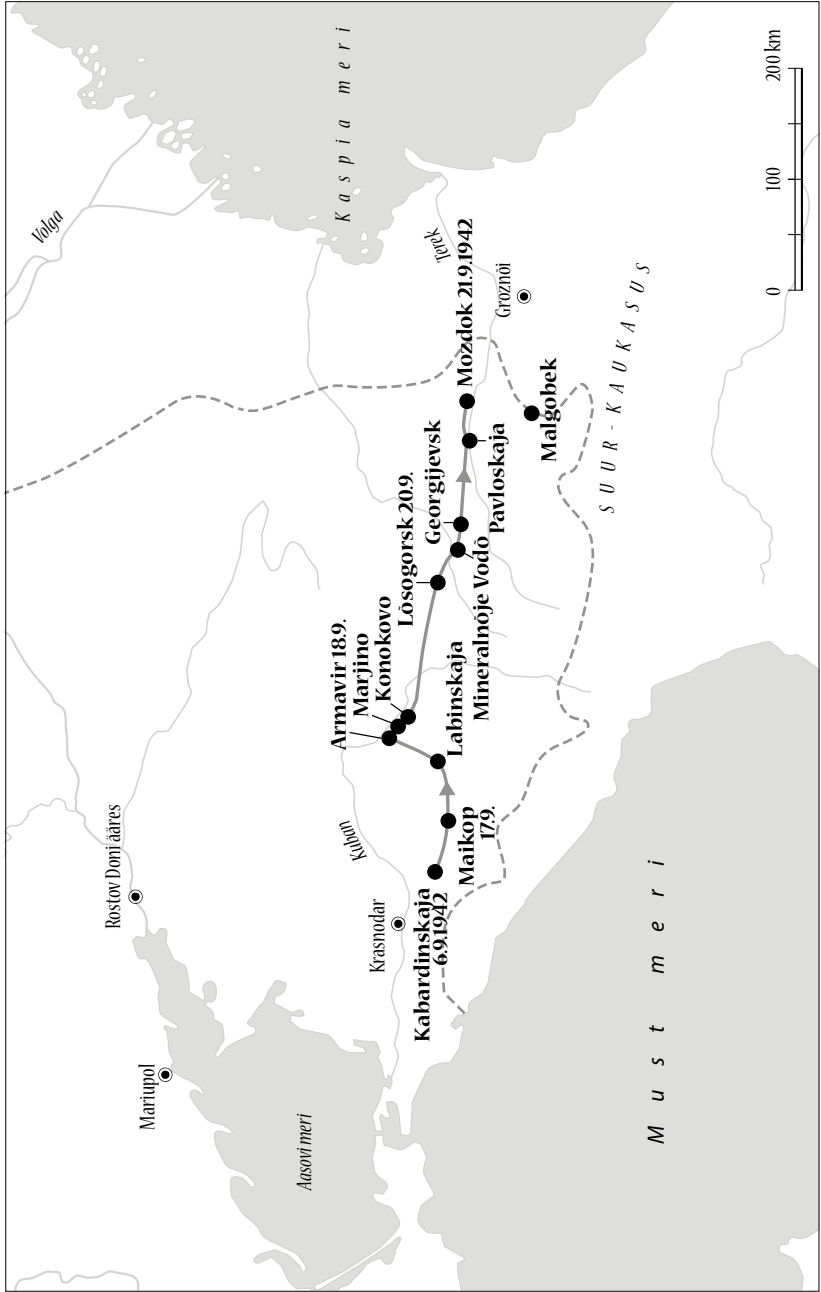 Volga
Kaspia meri
Rostov Doni ääres
Mariupol
Aasovi meri
Kuban
Krasnodar
Armavir 18.9.
Marjino
Konokovo
Lõsogorsk 20.9.
Georgijevsk
Mozdok 21.9.1942
Terek
Groznõi
Kabardinskaja
6.9.1942
Maikop
17.9.
Labinskaja
Mineralnõje Vodõ
Pavloskaja
Malgobek
SUUR-KAUKASUS
Must meri
0 100 200 km